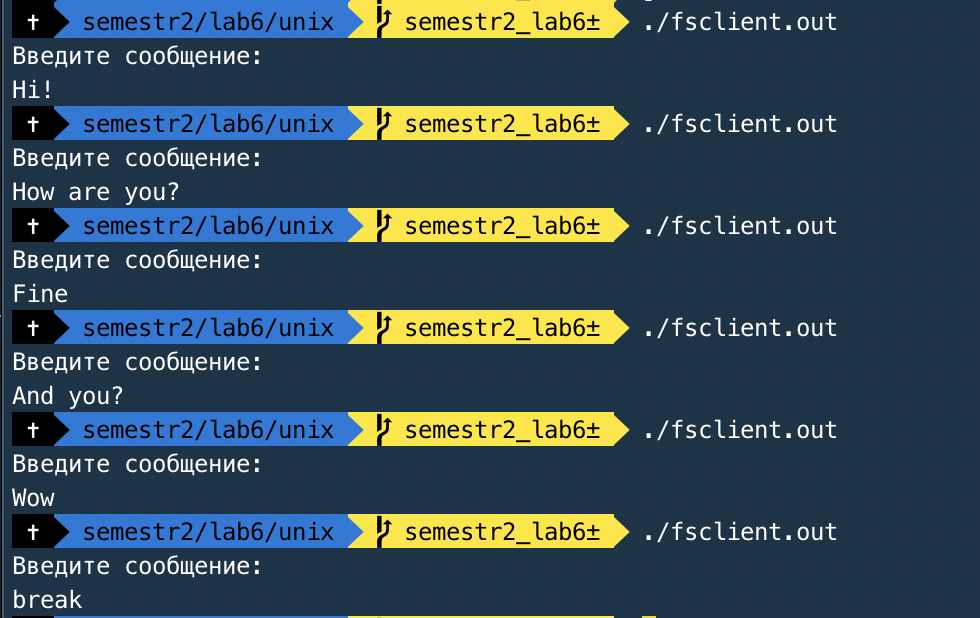 ✝ semestr2/lab6/unix semestr2_lab6± ./fsclient.out
Введите сообщение:
Hi!
✝ semestr2/lab6/unix semestr2_lab6± ./fsclient.out
Введите сообщение:
How are you?
✝ semestr2/lab6/unix semestr2_lab6± ./fsclient.out
Введите сообщение:
Fine
✝ semestr2/lab6/unix semestr2_lab6± ./fsclient.out
Введите сообщение:
And you?
✝ semestr2/lab6/unix semestr2_lab6± ./fsclient.out
Введите сообщение:
Wow
✝ semestr2/lab6/unix semestr2_lab6± ./fsclient.out
Введите сообщение:
break